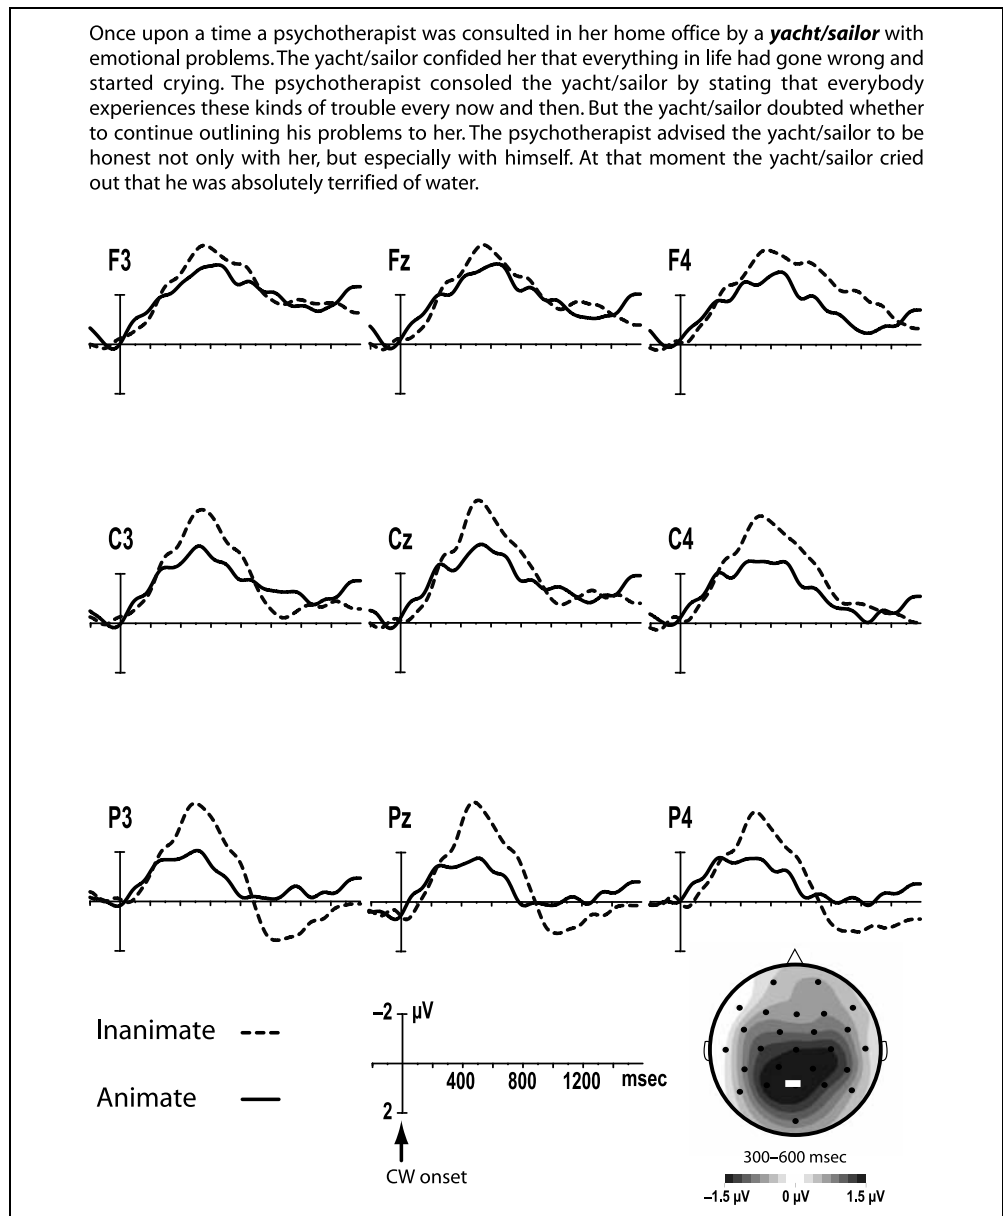 Once upon a time a psychotherapist was consulted in her home office by a yacht/sailor with
emotional problems. The yacht/sailor confided her that everything in life had gone wrong and
started crying. The psychotherapist consoled the yacht/sailor by stating that everybody
experiences these kinds of trouble every now and then. But the yacht/sailor doubted whether
to continue outlining his problems to her. The psychotherapist advised the yacht/sailor to be
honest not only with her, but especially with himself. At that moment the yacht/sailor cried
out that he was absolutely terrified of water.
F3
Fz
F4
C3
Cz
C4
P3
Pz
P4
Inanimate
Animate
–2 µV
400 800 1200 msec
2
CW onset
300–600 msec
–1.5 µV 0 µV 1.5 µV